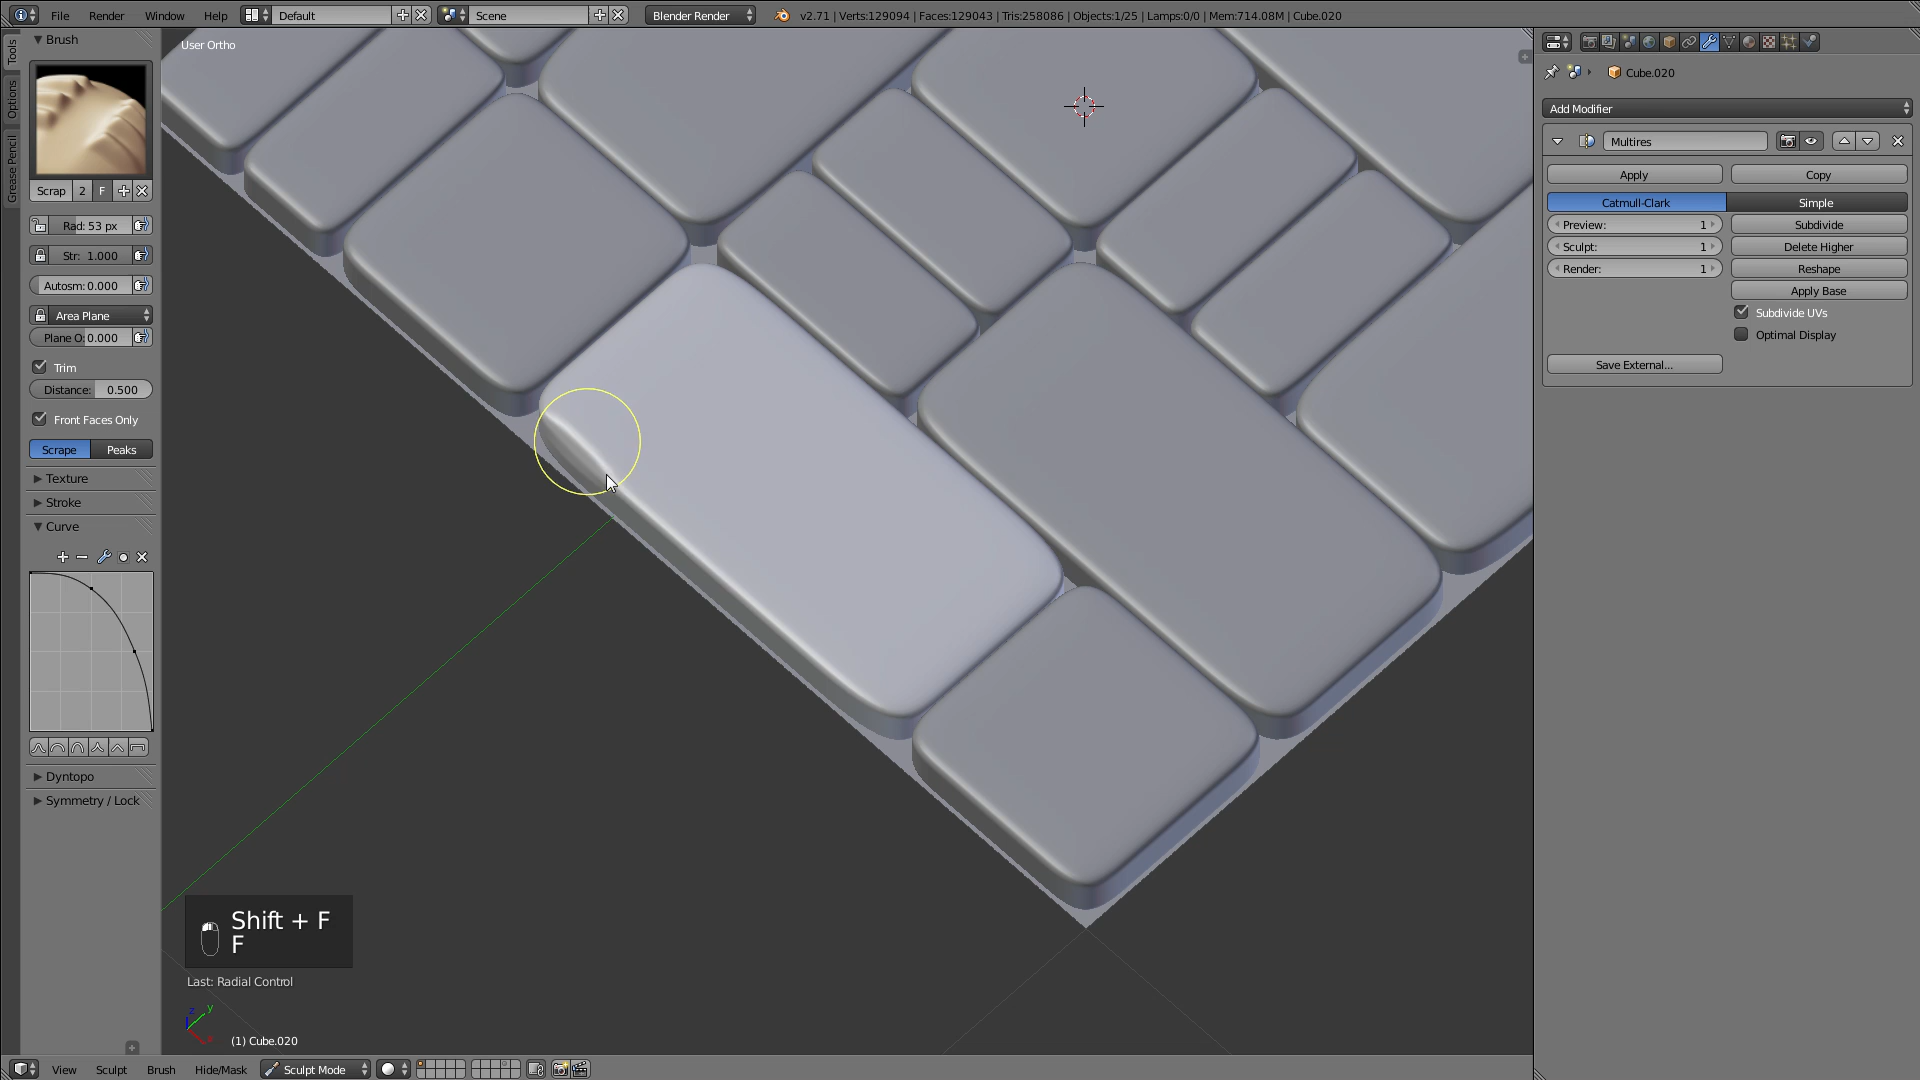 File Render Window Help Default Scene Blender Render v2.71 | Verts:129094 | Faces:129043 | Tris:258086 | Objects:1/25 | Lamps:0/0 | Mem:714.08M | Cube.020
Tools
Options
Grease Pencil
Brush
Scrap 2 F
Rad: 53 px
Str: 1.000
Autosm: 0.000
Area Plane
Plane O: 0.000
Trim
Distance: 0.500
Front Faces Only
Scrape Peaks
Texture
Stroke
Curve
Dyntopo
Symmetry / Lock
User Ortho
Shift + F
F
Last: Radial Control
z y
(1) Cube.020
View Sculpt Brush Hide/Mask Sculpt Mode
Cube.020
Add Modifier
Multires
Apply Copy
Catmull-Clark Simple
Preview: 1 Subdivide
Sculpt: 1 Delete Higher
Render: 1 Reshape
Apply Base
Subdivide UVs
Optimal Display
Save External...